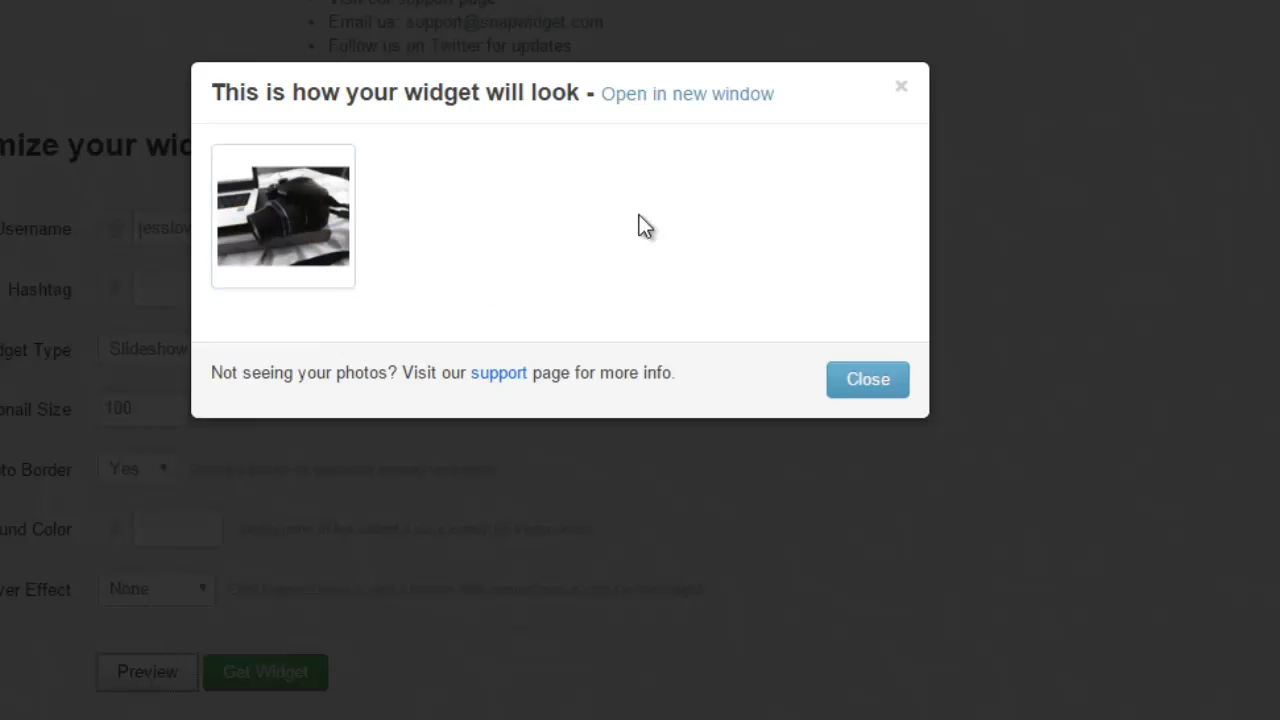 Email us: support@snapwidget.com
Follow us on Twitter for updates
This is how your widget will look - Open in new window
×
mize your wid
Username jesslov
Hashtag
dget Type Slideshow
Not seeing your photos? Visit our support page for more info.
Close
nail Size 100
to Border Yes
und Color
ver Effect None
Preview Get Widget